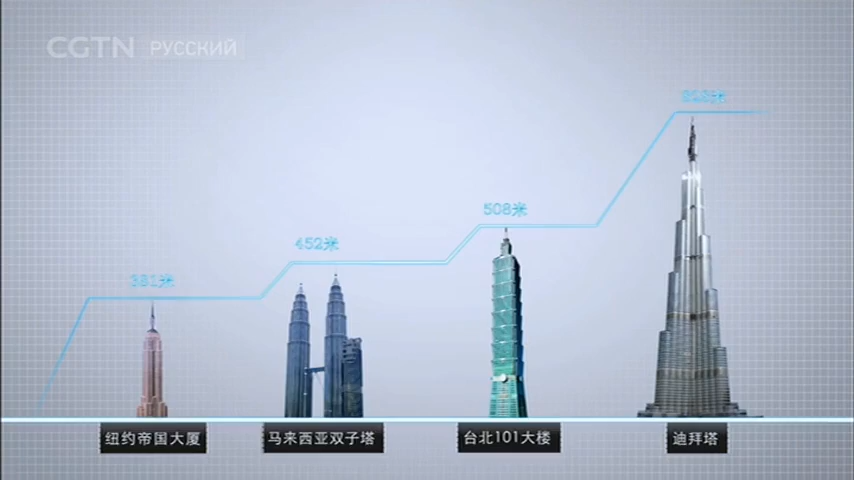 CGTN РУССКИЙ
381米
452米
508米
纽约帝国大厦
马来西亚双子塔
台北101大楼
迪拜塔